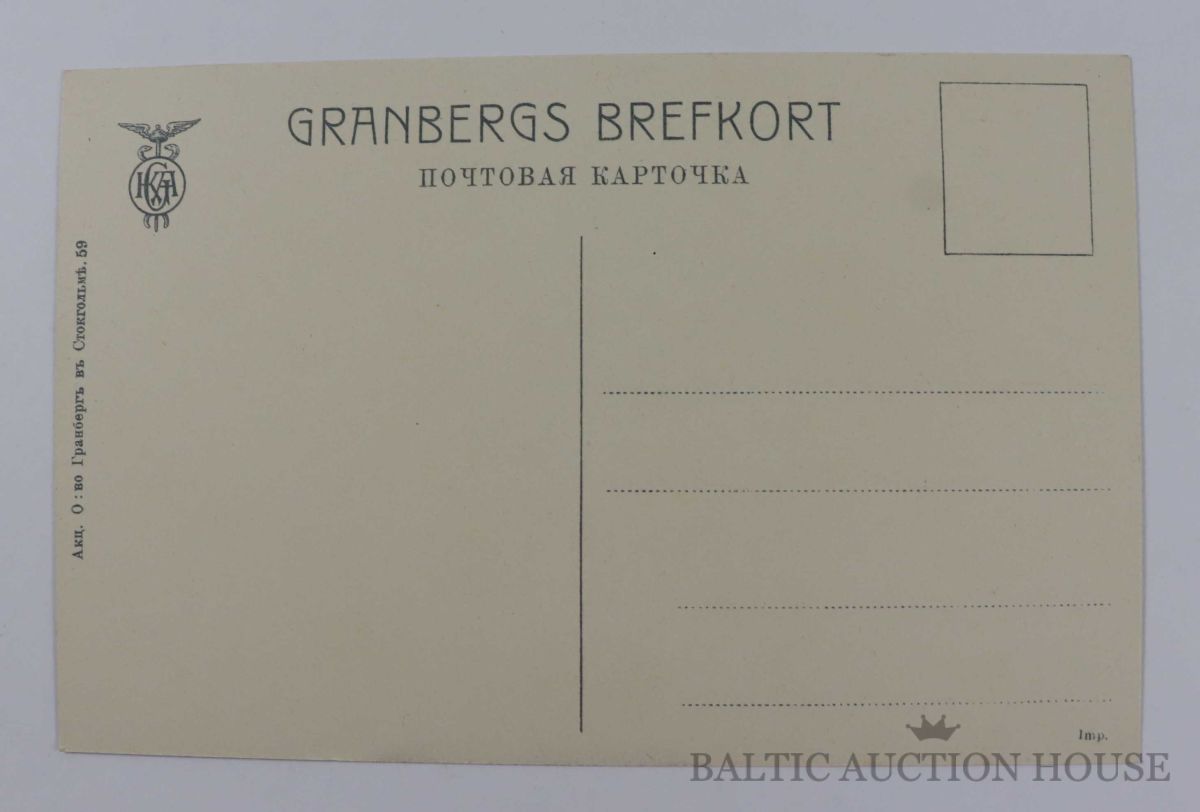 GRANBERGS BREFKORT
ПОЧТОВАЯ КАРТОЧКА
Акц. О:во Гранбергъ въ Стокгольмѣ. 59
Imp.
BALTIC AUCTION HOUSE